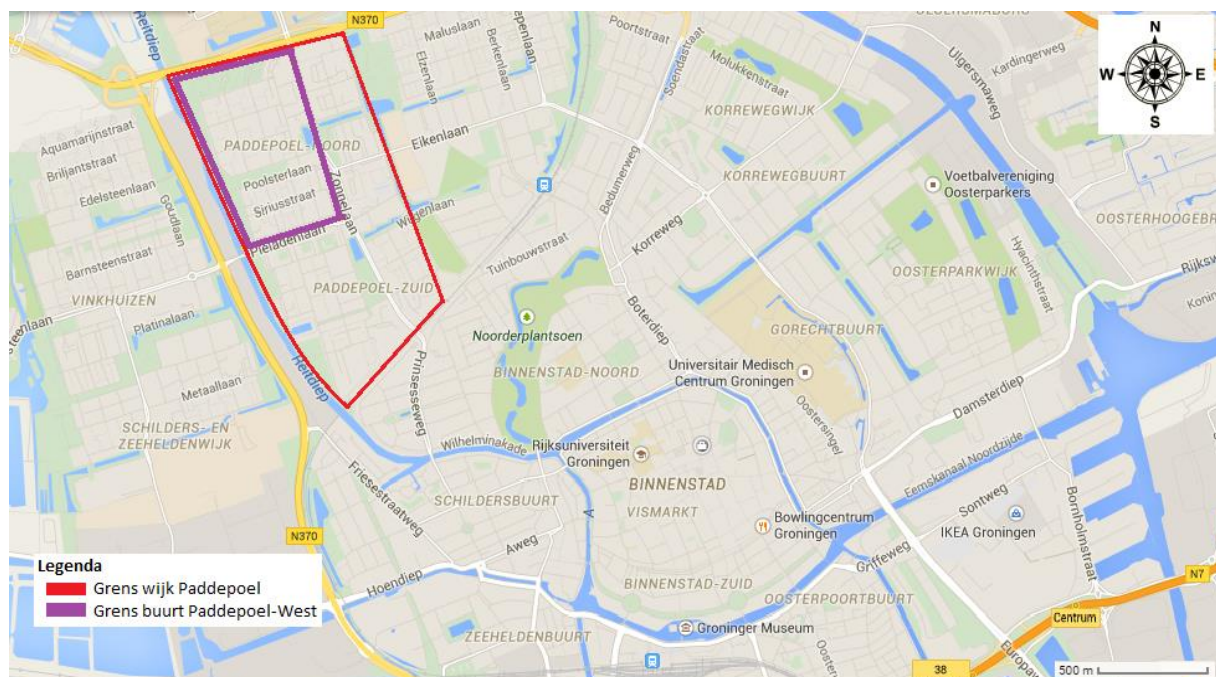 N370
Reitdiep
Maluslaan
Elzenlaan
Berkenlaan
Poortstraat
Molukkenstraat
Ulgersmaweg
Kardingerweg
N
W
E
S
KORREWEGWIJK
Aquamarijnstraat
PADDEPOEL-NOORD
Eikenlaan
Briljantstraat
Poolsterlaan
Zonnelaan
Bedumerweg
KORREWEGBUURT
Voetbalvereniging
Oosterparkers
Edelsteenlaan
Siriusstraat
Goudlaan
Pleiadenlaan
Korreweg
OOSTERHOOGEBR
Barnsteenstraat
Tuinbouwstraat
Hyacinthstraat
VINKHUIZEN
PADDEPOEL-ZUID
OOSTERPARKWIJK
Platinalaan
Boterdiep
Noorderplantsoen
GORECHTBUURT
Reitdiep
Prinsesseweg
BINNENSTAD-NOORD
Universitair Medisch
Centrum Groningen
Metaallaan
Damsterdiep
SCHILDERS- EN
ZEEHELDENWIJK
Wilhelminakade
Rijksuniversiteit
Groningen
Oostersingel
Eemskanaal Noordzijde
Friesestraatweg
SCHILDERSBUURT
BINNENSTAD
VISMARKT
Sontweg
Bornholmstraat
N370
A
Aweg
Bowlingcentrum
Groningen
IKEA Groningen
Griffeweg
Hoendiep
BINNENSTAD-ZUID
N7
OOSTERPOORTBUURT
Centrum
ZEEHELDENBUURT
Groninger Museum
38
500 m
Legenda
Grens wijk Paddepoel
Grens buurt Paddepoel-West